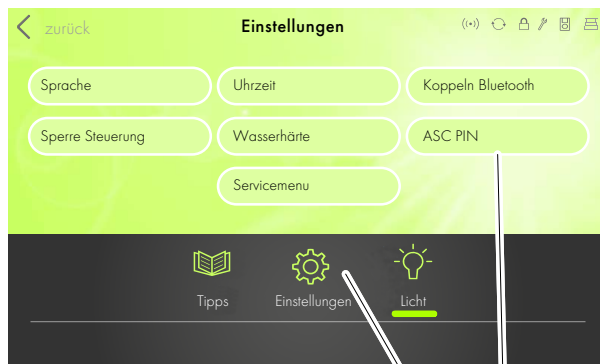 zurück Einstellungen
Sprache Uhrzeit Koppeln Bluetooth
Sperre Steuerung Wasserhärte ASC PIN
Servicemenu
Tipps Einstellungen Licht